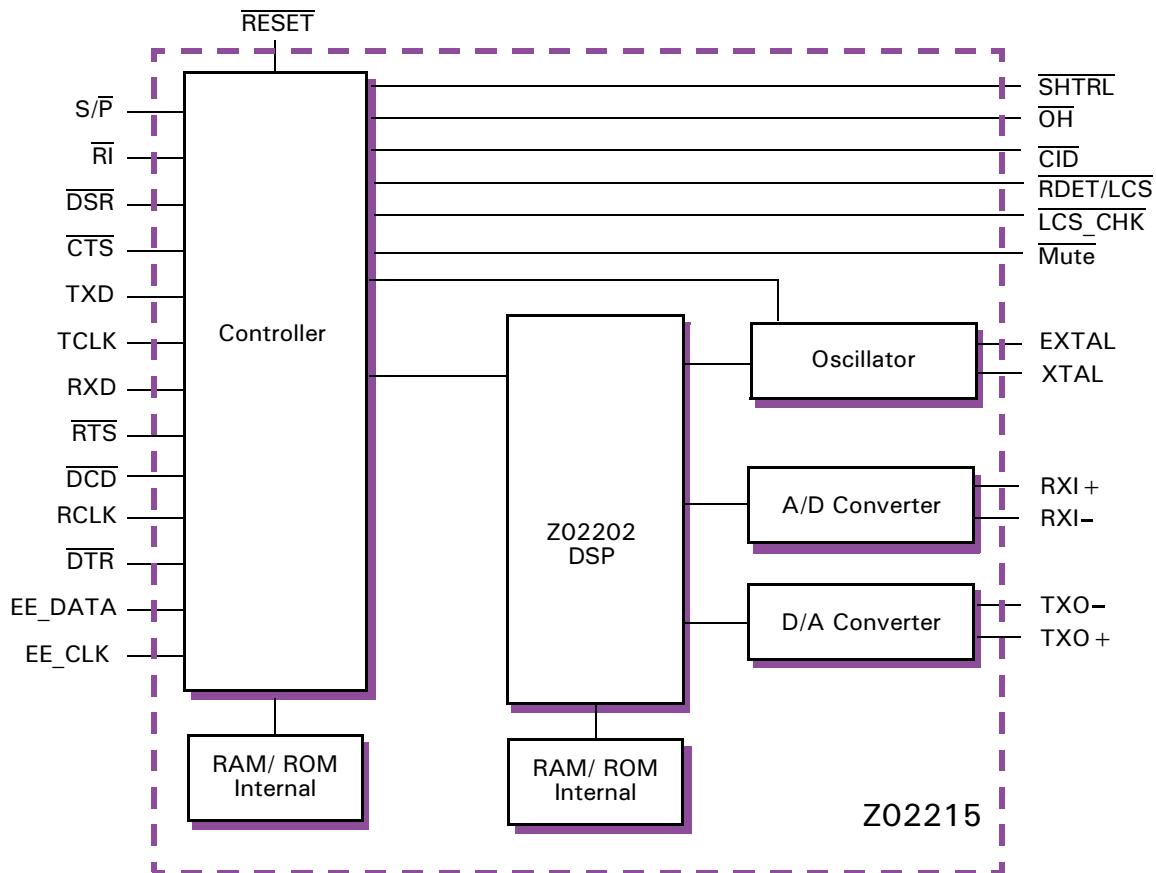 RESET
S/P
RI
DSR
CTS
TXD
TCLK
RXD
RTS
DCD
RCLK
DTR
EE_DATA
EE_CLK
Controller
RAM/ ROM
Internal
Z02202
DSP
RAM/ ROM
Internal
Oscillator
A/D Converter
D/A Converter
SHTRL
OH
CID
RDET/LCS
LCS_CHK
Mute
EXTAL
XTAL
RXI+
RXI–
TXO–
TXO+
Z02215